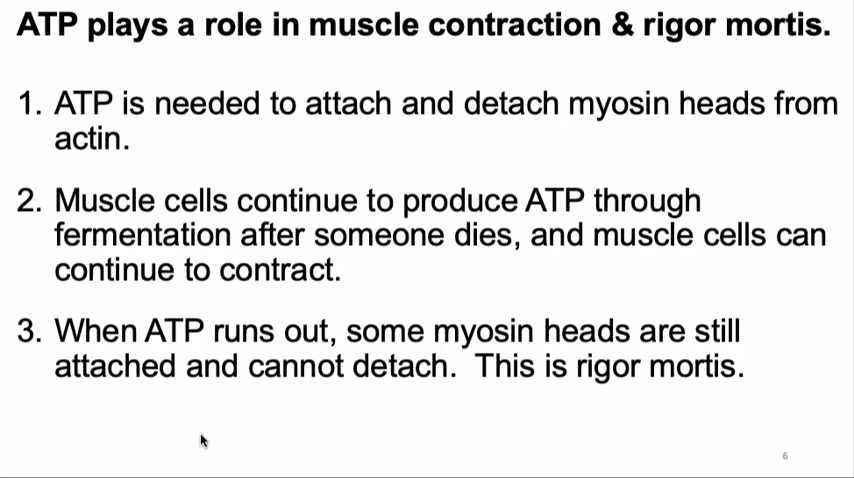 ATP plays a role in muscle contraction & rigor mortis.
1. ATP is needed to attach and detach myosin heads from
actin.
2. Muscle cells continue to produce ATP through
fermentation after someone dies, and muscle cells can
continue to contract.
3. When ATP runs out, some myosin heads are still
attached and cannot detach.  This is rigor mortis.
6